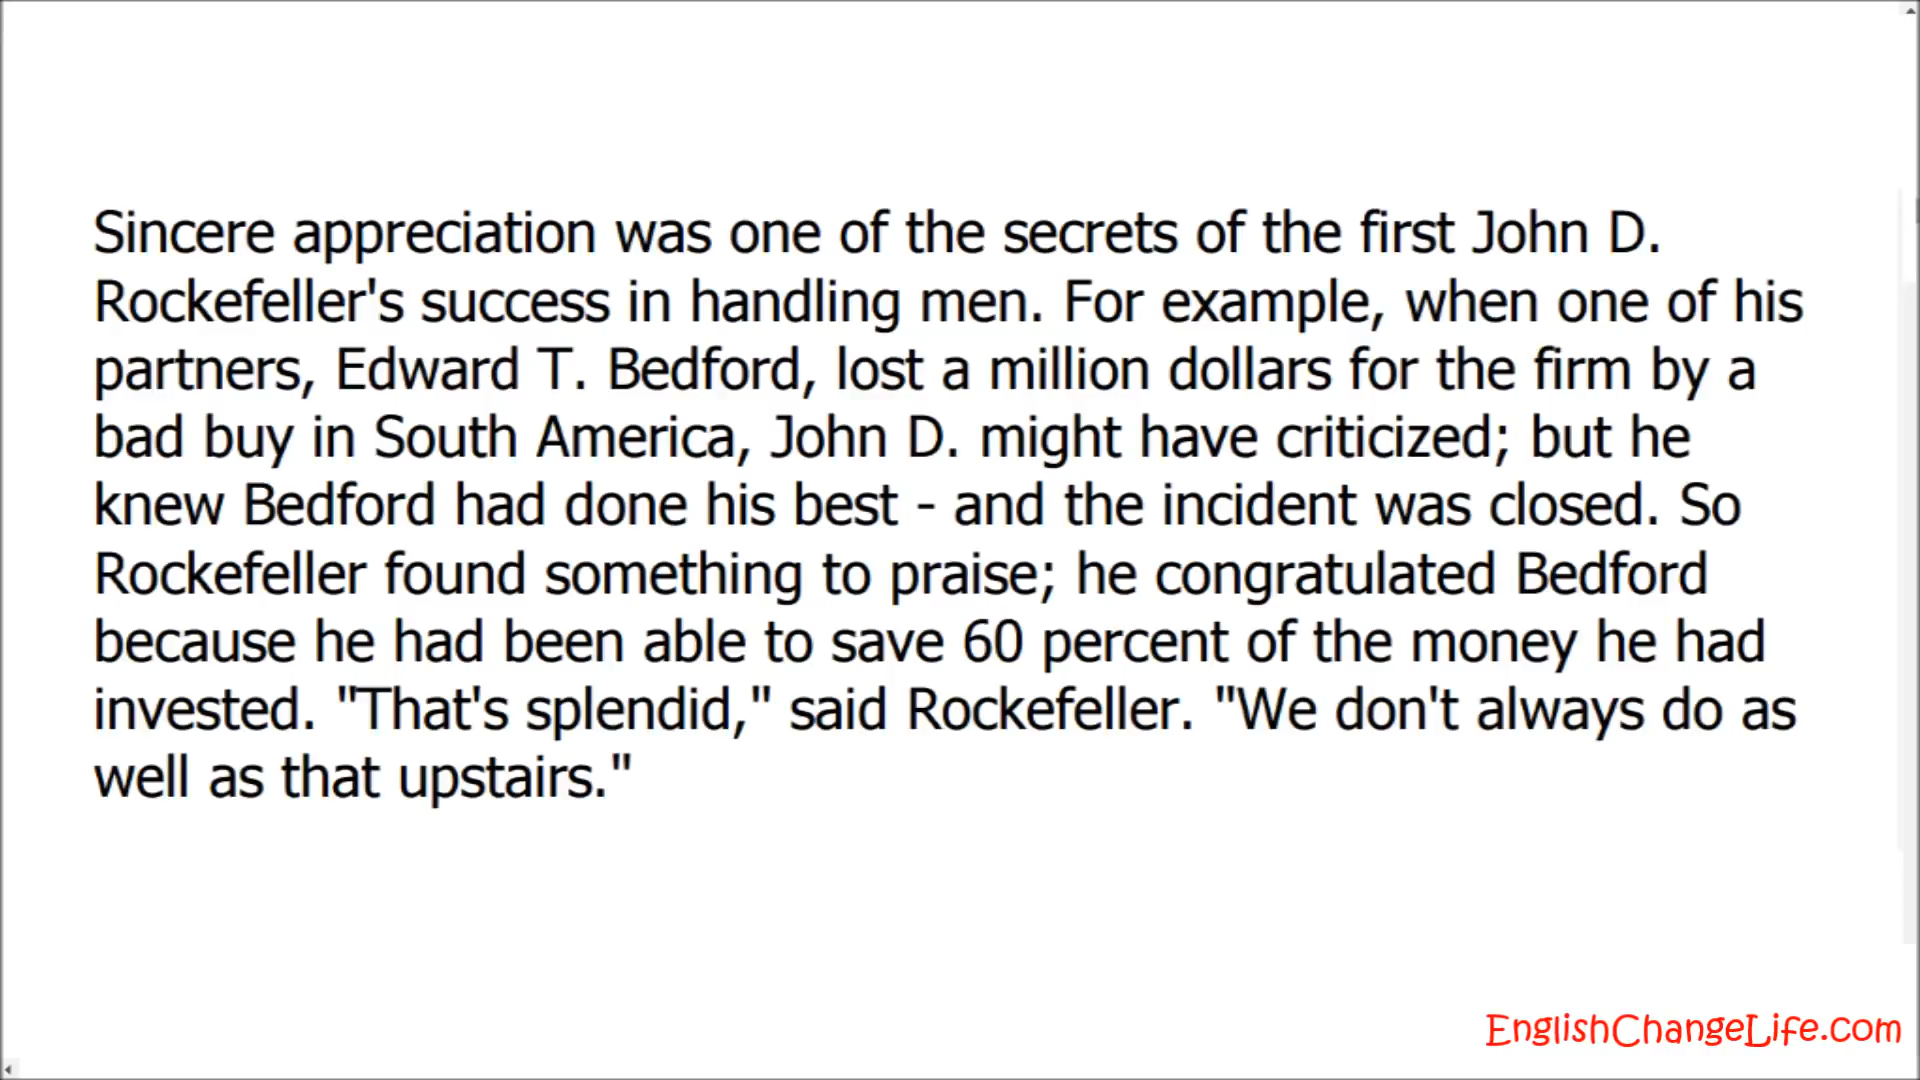 Sincere appreciation was one of the secrets of the first John D.
Rockefeller's success in handling men. For example, when one of his
partners, Edward T. Bedford, lost a million dollars for the firm by a
bad buy in South America, John D. might have criticized; but he
knew Bedford had done his best - and the incident was closed. So
Rockefeller found something to praise; he congratulated Bedford
because he had been able to save 60 percent of the money he had
invested. "That's splendid," said Rockefeller. "We don't always do as
well as that upstairs."
EnglishChangeLife.com